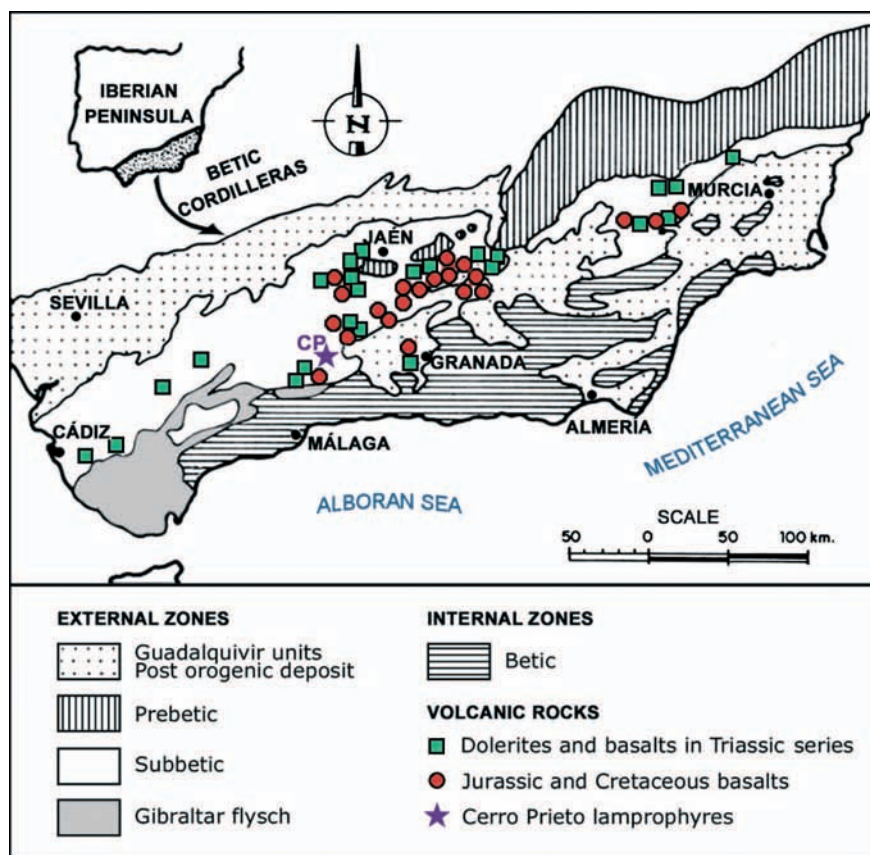 IBERIAN
PENINSULA
N
BETIC
CORDILLERAS
MURCIA
JAÉN
SEVILLA
CP
GRANADA
CÁDIZ
ALMERÍA
MÁLAGA
MEDITERRANEAN SEA
ALBORAN SEA
SCALE
50 0 50 100 km.
EXTERNAL ZONES
Guadalquivir units
Post orogenic deposit
Prebetic
Subbetic
Gibraltar flysch
INTERNAL ZONES
Betic
VOLCANIC ROCKS
Dolerites and basalts in Triassic series
Jurassic and Cretaceous basalts
Cerro Prieto lamprophyres